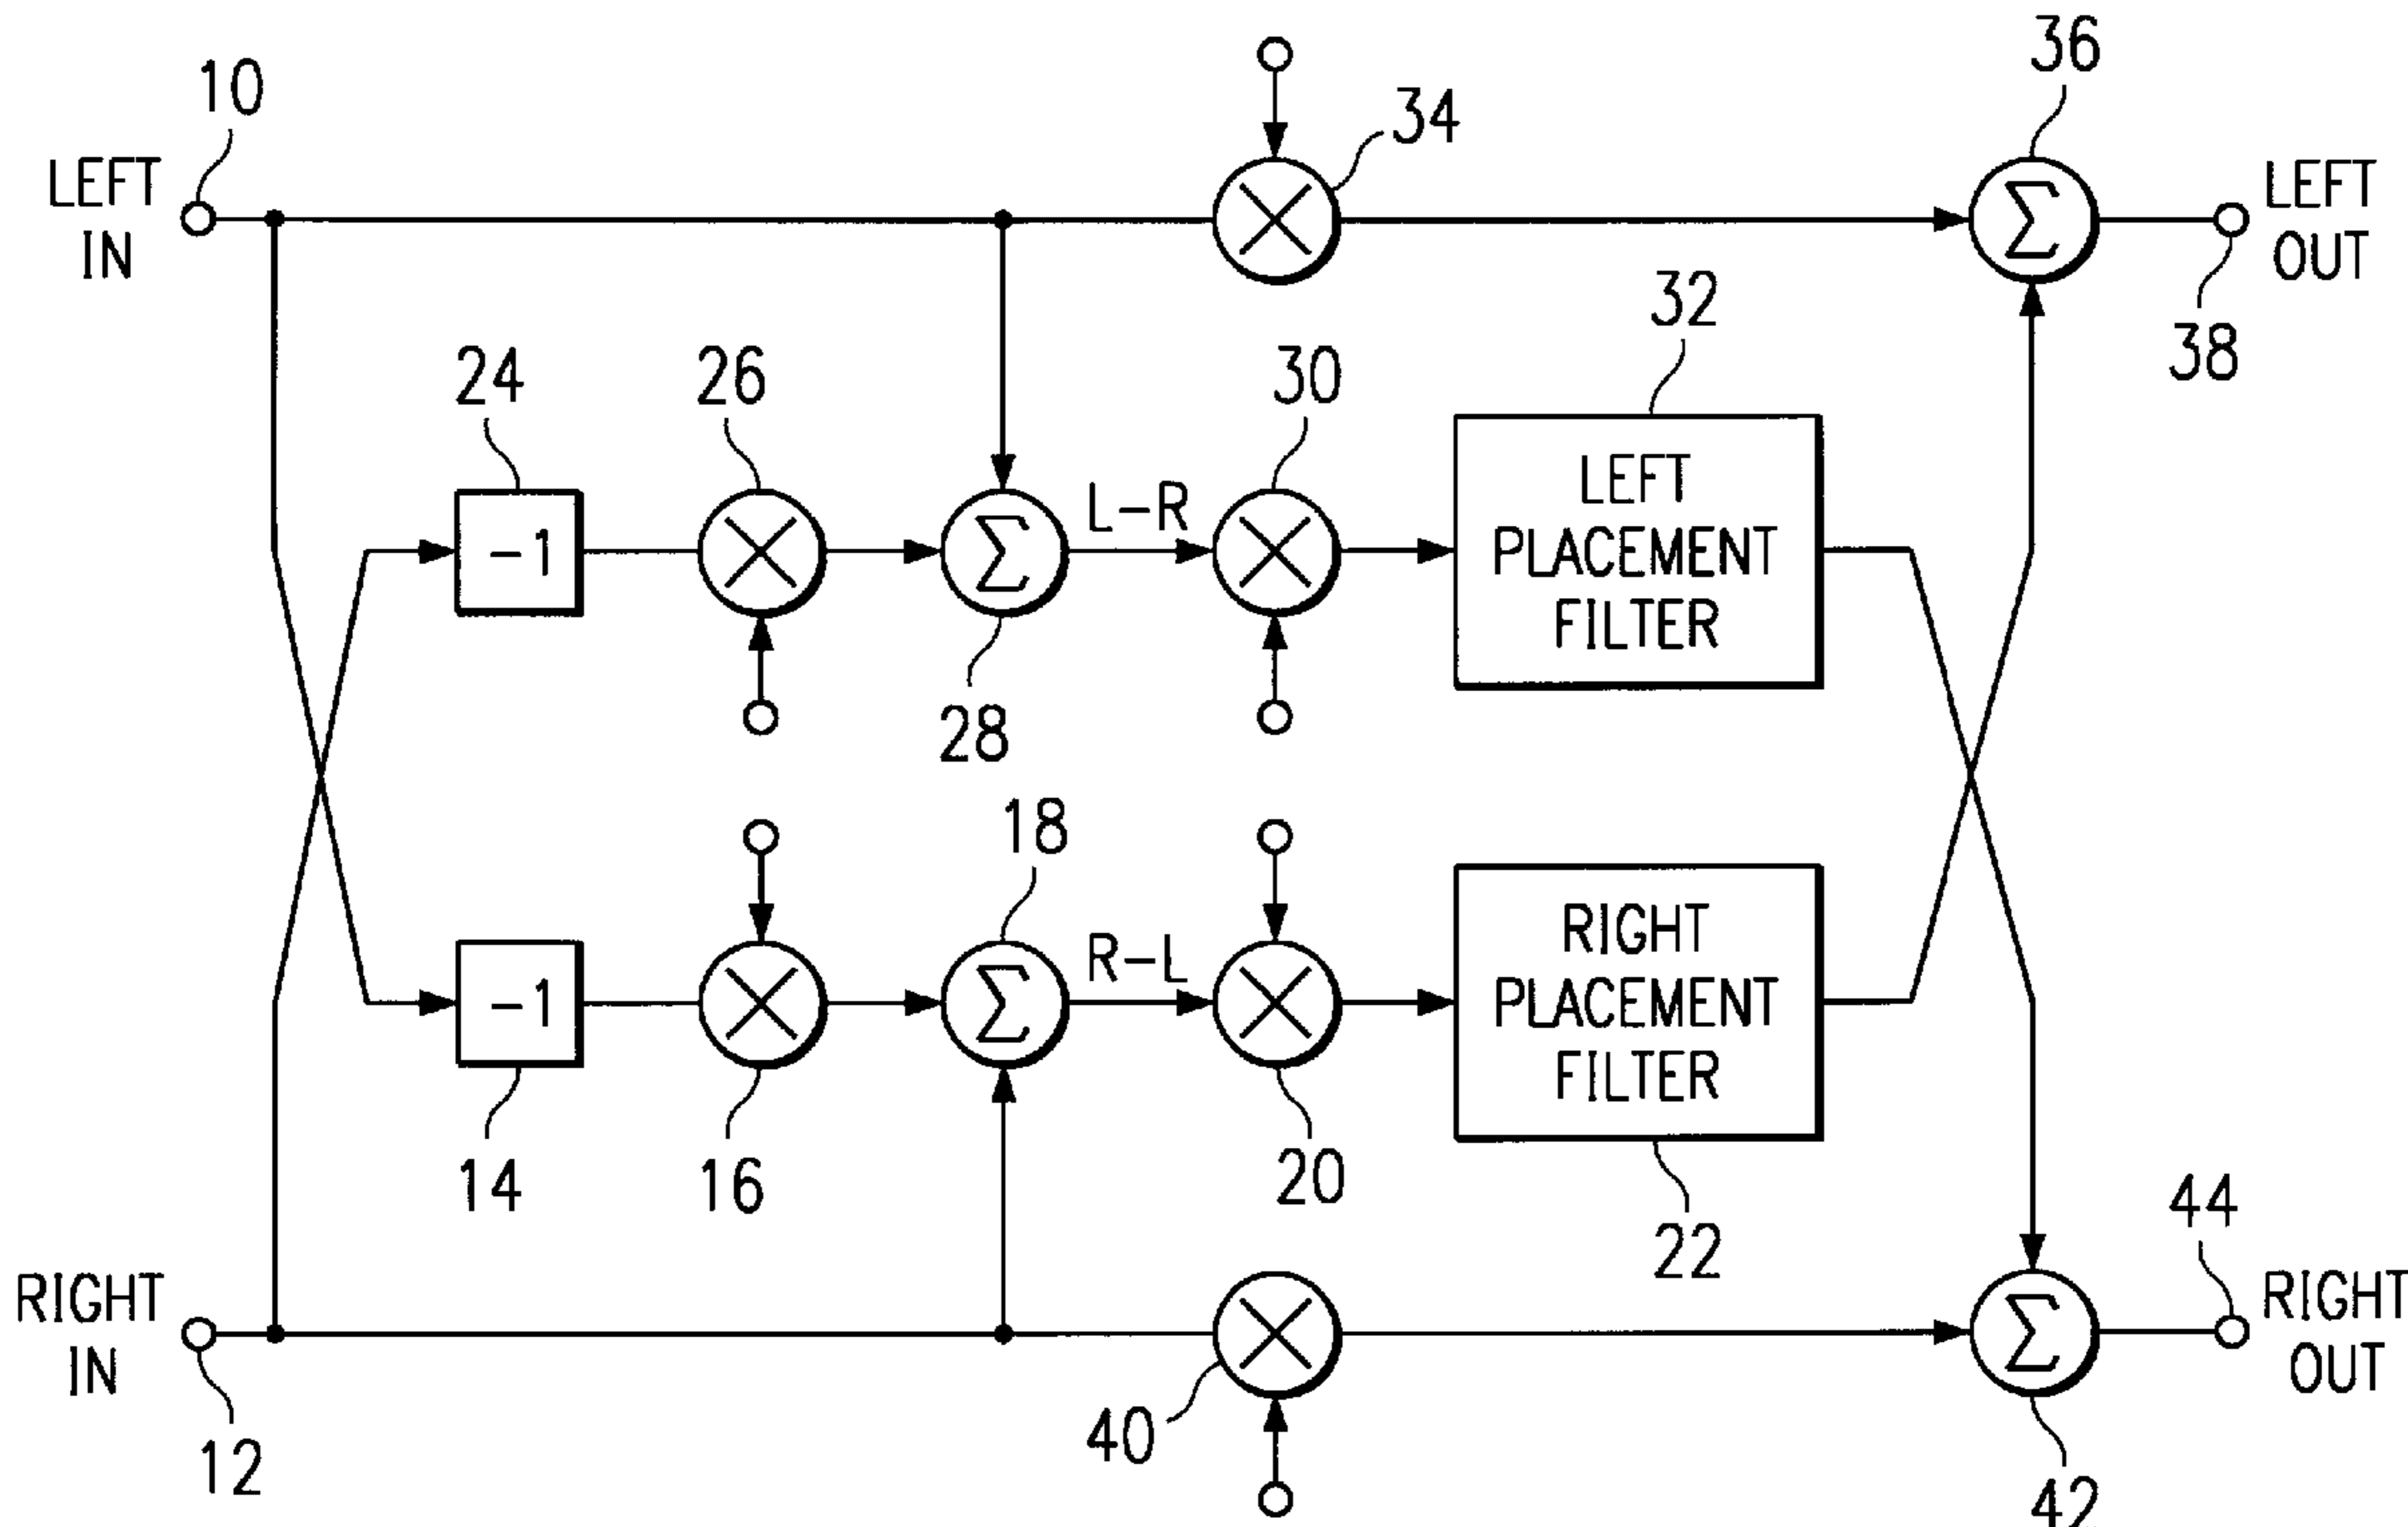 36
10
34
LEFT
IN
LEFT
OUT
32
38
24
26
30
LEFT
PLACEMENT
FILTER
L-R
-1
28
18
RIGHT
PLACEMENT
FILTER
R-L
-1
14
16
20
22
44
RIGHT
IN
RIGHT
OUT
40
12
42